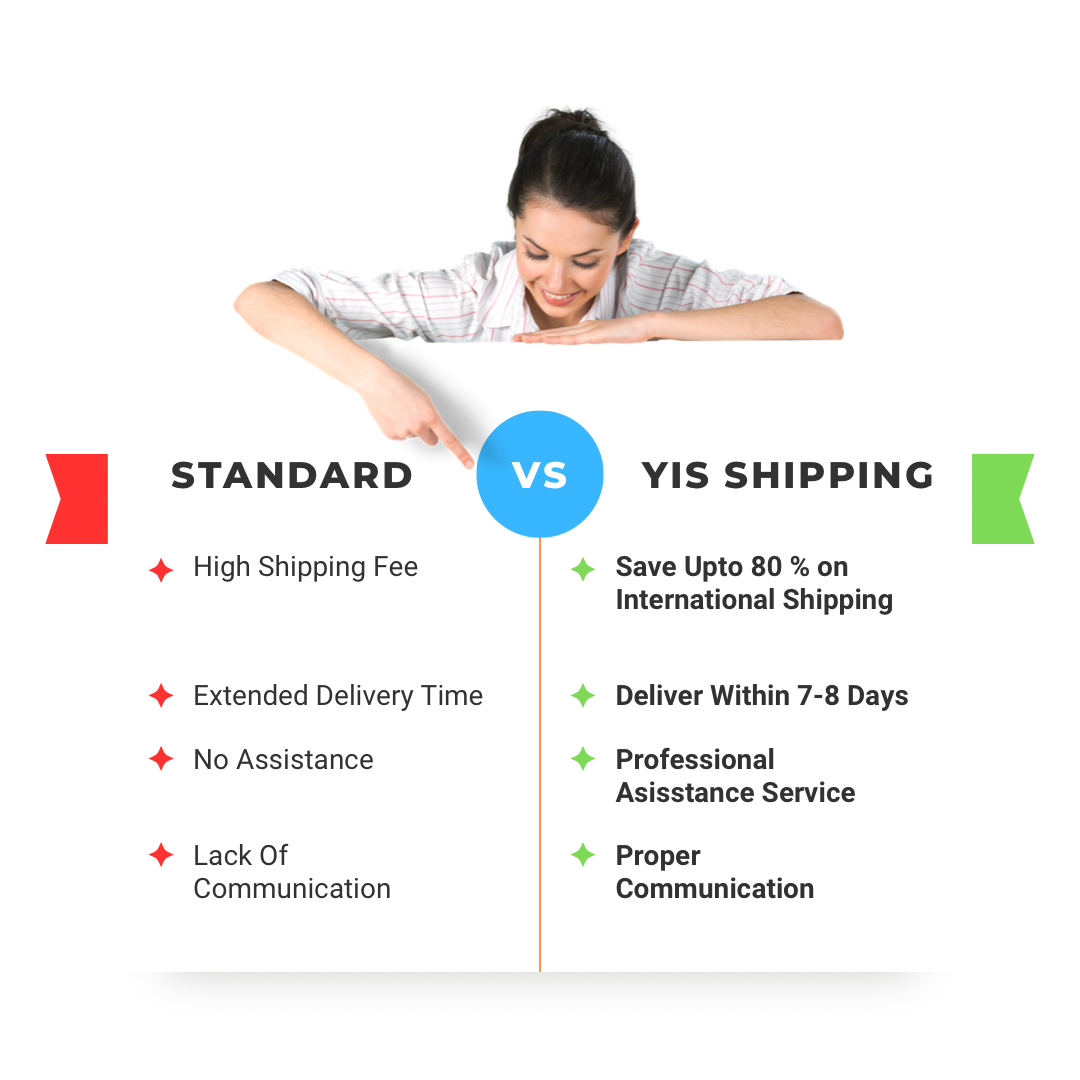 STANDARD
VS
YIS SHIPPING
High Shipping Fee
Extended Delivery Time
No Assistance
Lack Of
Communication
Save Upto 80 % on
International Shipping
Deliver Within 7-8 Days
Professional
Asisstance Service
Proper
Communication